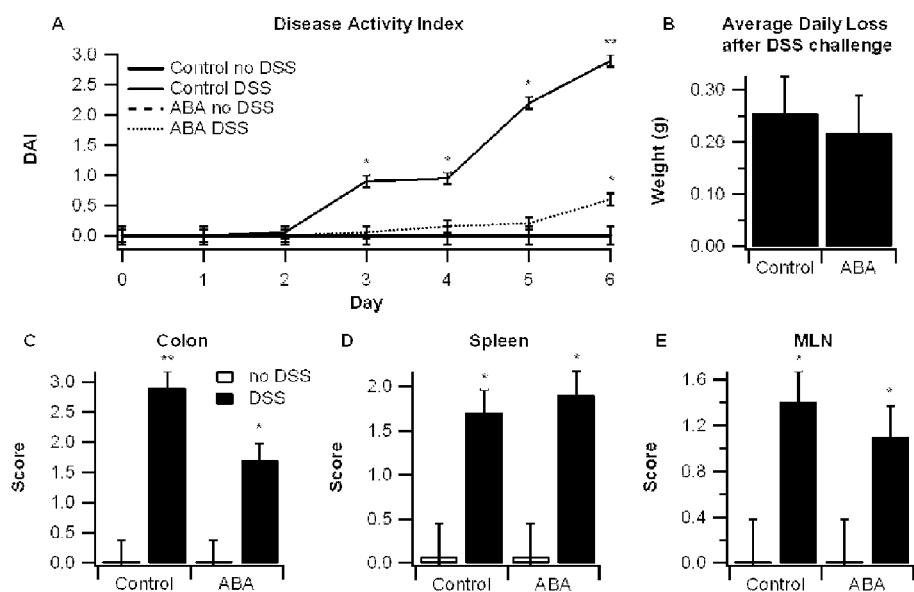 A
Disease Activity Index
3.0
2.5
2.0
1.5
1.0
0.5
0.0
DAI
Control no DSS
Control DSS
ABA no DSS
ABA DSS
*
*
*
**
*
0 1 2 3 4 5 6
Day
B
Average Daily Loss
after DSS challenge
0.30
0.20
0.20
0.00
Weight (g)
Control ABA
C
Colon
3.0
2.5
2.0
1.5
1.5
0.5
0.0
Score
**
*
no DSS
DSS
Control ABA
D
Spleen
2.0
1.5
1.0
0.5
0.0
Score
*
*
Control ABA
E
MLN
1.6
1.2
0.8
0.4
0.0
Score
*
*
Control ABA